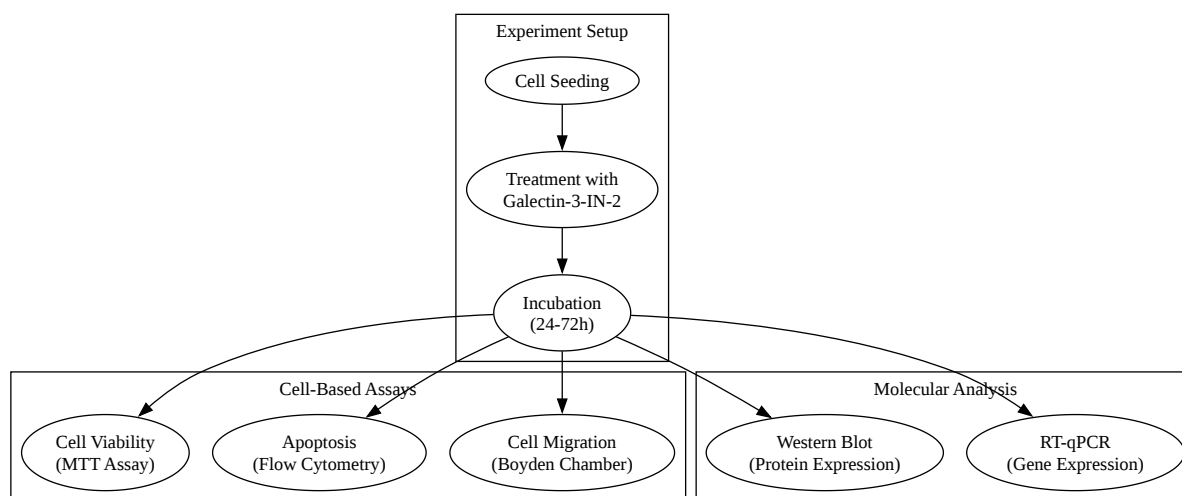 Experiment Setup
Cell Seeding
Treatment with
Galectin-3-IN-2
Incubation
(24-72h)
Cell-Based Assays
Molecular Analysis
Cell Viability
(MTT Assay)
Apoptosis
(Flow Cytometry)
Cell Migration
(Boyden Chamber)
Western Blot
(Protein Expression)
RT-qPCR
(Gene Expression)